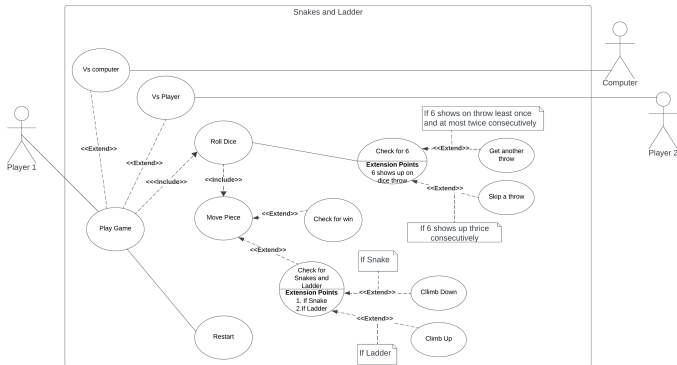 Snakes and Ladder
Vs computer
Computer
Vs Player
Player 2
Player 1
<<Extend>>
<<Extend>>
<<<Include>>
Roll Dice
<<Include>>
If 6 shows on throw least once
and at most twice consecutively
Check for 6
Extension Points
6 shows up on
dice throw
<<Extend>>
Get another
throw
<<Extend>>
Skip a throw
If 6 shows up thrice
consecutively
Play Game
Move Piece
<<Extend>>
Check for win
<<Extend>>
Check for
Snakes and
Ladder
Extension Points
1. If Snake
2.If Ladder
If Snake
<<Extend>>
Cllimb Down
<<Extend>>
Climb Up
If Ladder
Restart